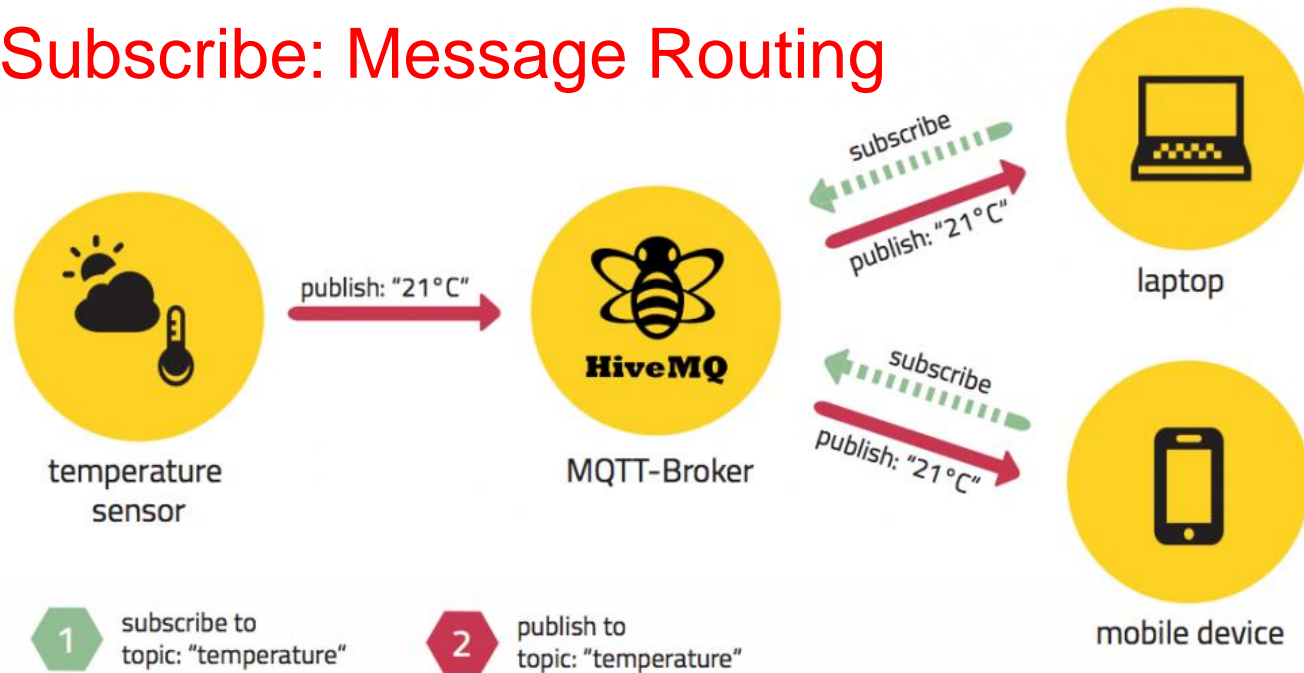 Subscribe: Message Routing
subscribe
publish: “21°C“
laptop
publish: “21°C“
HiveMQ
temperature
sensor
MQTT-Broker
subscribe
publish: “21°C“
mobile device
1
subscribe to
topic: “temperature“
2
publish to
topic: “temperature“